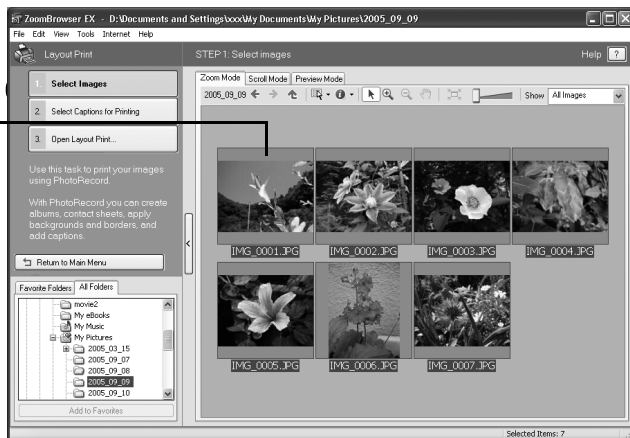 ZoomBrowser EX - D:\Documents and Settings\xxx\My Documents\My Pictures\2005_09_09
File Edit View Tools Internet Help
Layout Print
STEP1: Select images
Help ?
1. Select Images
2. Select Captions for Printing
3. Open Layout Print...
Use this task to print your images
using PhotoRecord.
With PhotoRecord you can create
albums, contact sheets, apply
backgrounds and borders, and
add captions.
Return to Main Menu
Favorite Folders All Folders
movie2
My eBooks
My Music
My Pictures
2005_03_15
2005_09_07
2005_09_08
2005_09_09
2005_09_10
Add to Favorites
Zoom Mode Scroll Mode Preview Mode
2005_09_09 Show All Images
IMG_0001.JPG IMG_0002.JPG IMG_0003.JPG IMG_0004.JPG
IMG_0005.JPG IMG_0006.JPG IMG_0007.JPG
Selected Items: 7